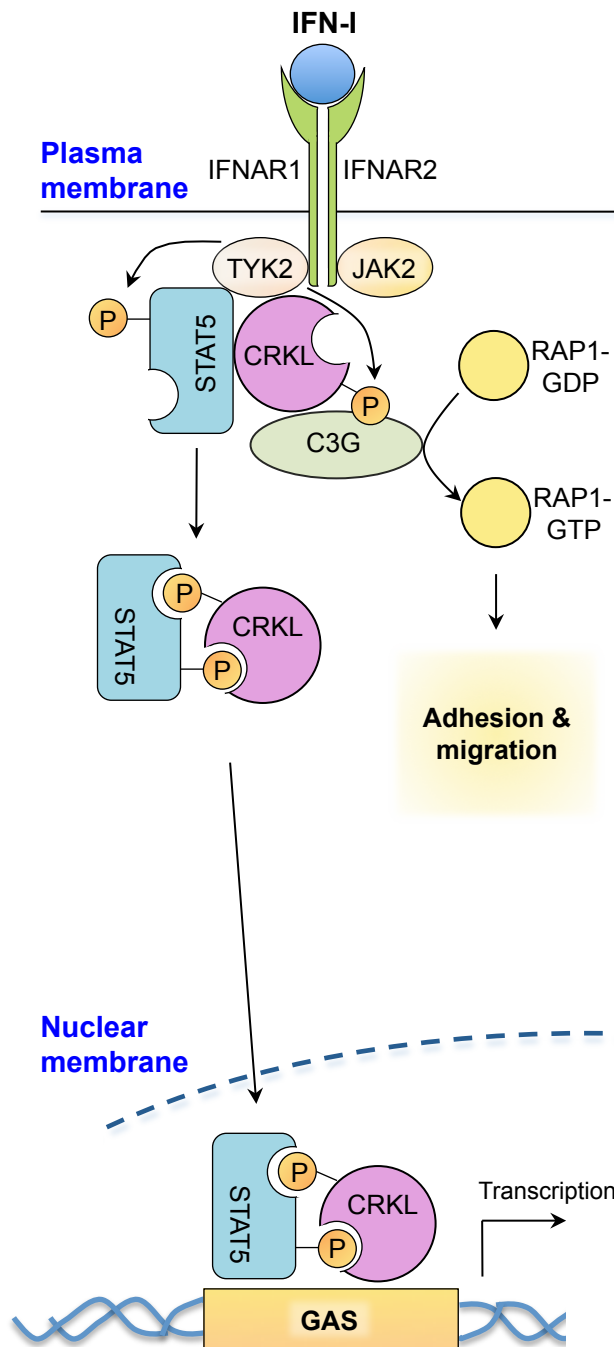 IFN-I
Plasma
membrane
IFNAR1
IFNAR2
TYK2
JAK2
P
STAT5
CRKL
P
C3G
RAP1-
GDP
RAP1-
GTP
P
STAT5
CRKL
P
Adhesion &
migration
Nuclear
membrane
P
STAT5
CRKL
P
Transcription
GAS